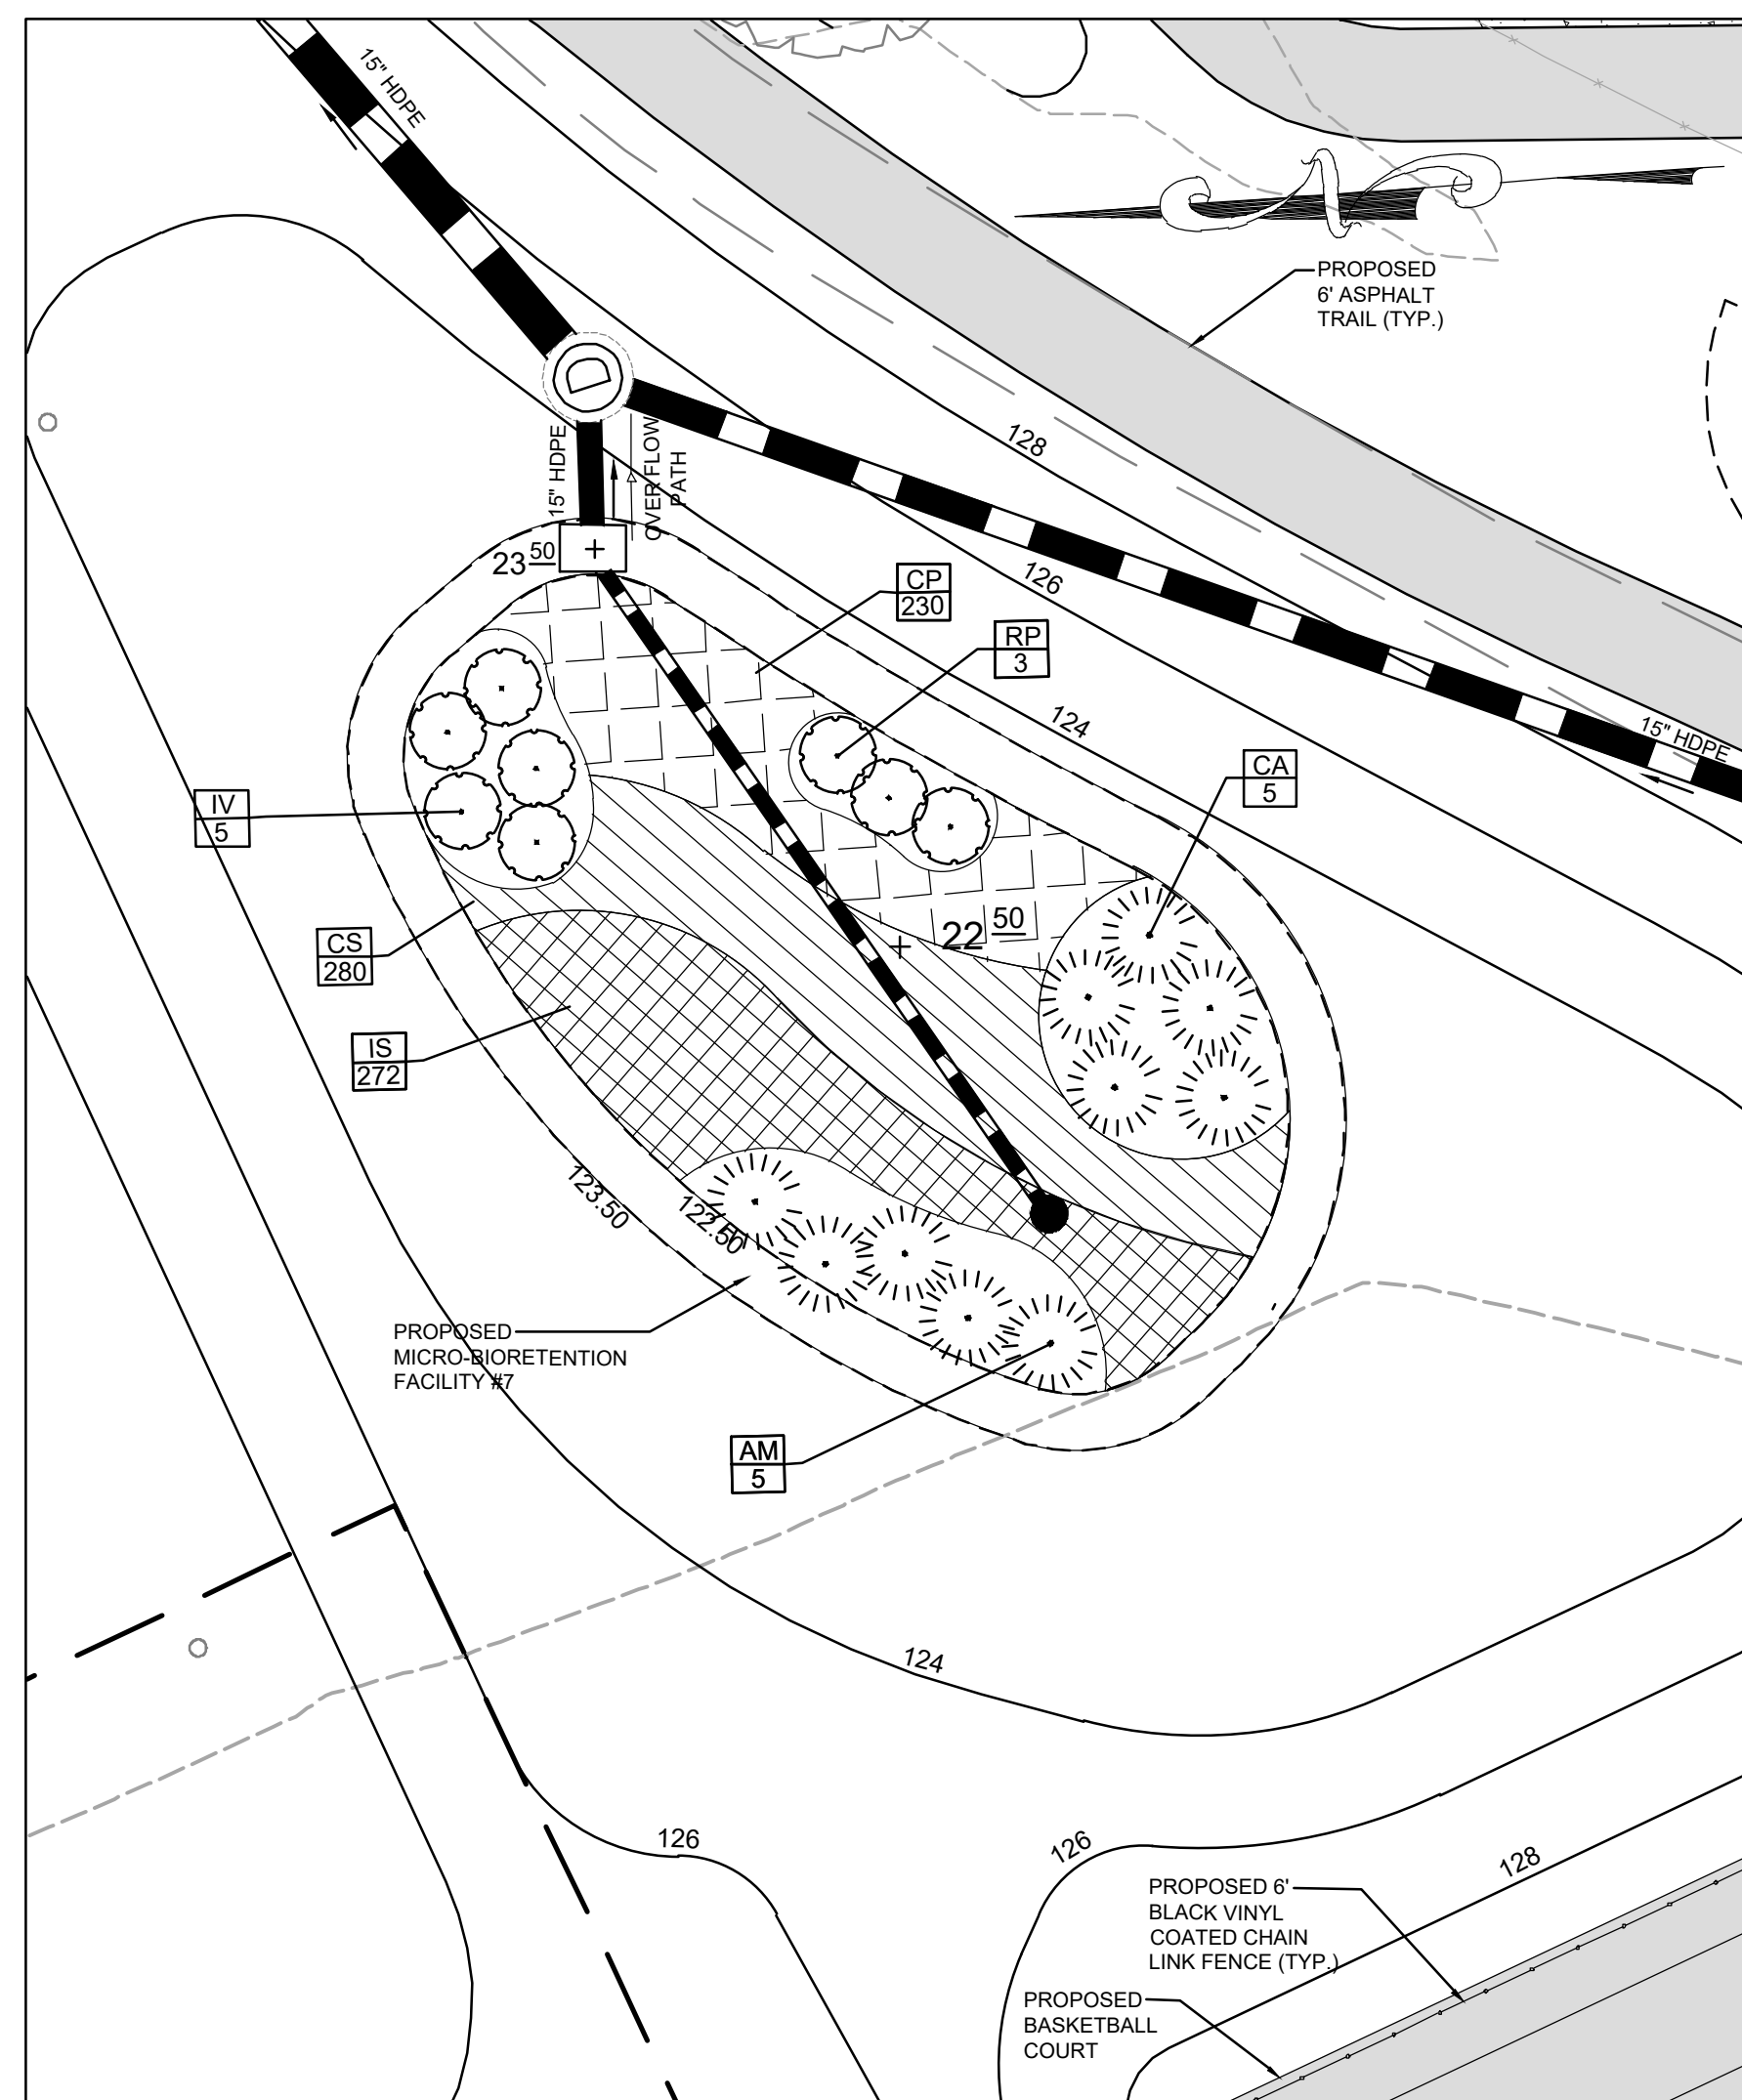 15" HDPE
PROPOSED
6' ASPHALT
TRAIL (TYP.)
D
15" HDPE
OVER FLOW
PATH
128
23 50
CP
230
126
RP
3
124
15" HDPE
CA
5
IV
5
22 50
CS
280
IS
272
123.50
122.50
PROPOSED
MICRO-BIORETENTION
FACILITY #7
AM
5
124
126
126
128
PROPOSED 6'
BLACK VINYL
COATED CHAIN
LINK FENCE (TYP.)
PROPOSED
BASKETBALL
COURT